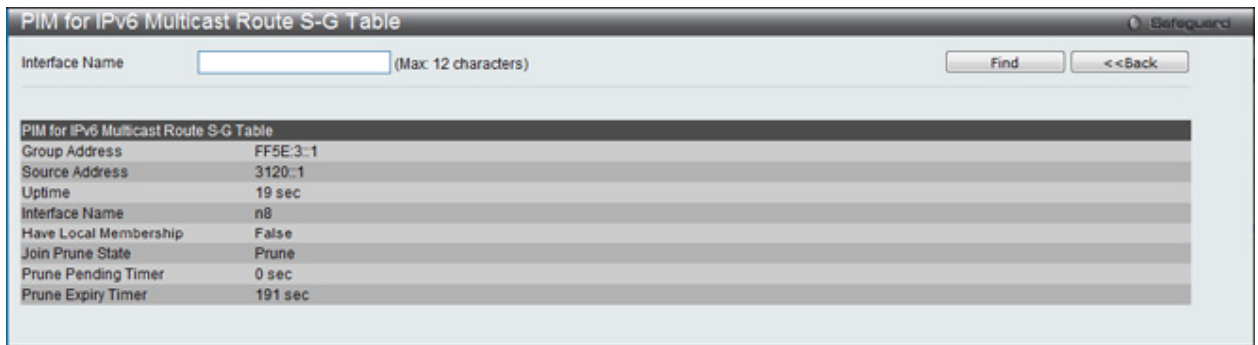 PIM for IPv6 Multicast Route S-G Table
Safeguard
Interface Name (Max: 12 characters) Find <<Back
PIM for IPv6 Multicast Route S-G Table
Group Address FF5E:3::1
Source Address 3120::1
Uptime 19 sec
Interface Name n8
Have Local Membership False
Join Prune State Prune
Prune Pending Timer 0 sec
Prune Expiry Timer 191 sec